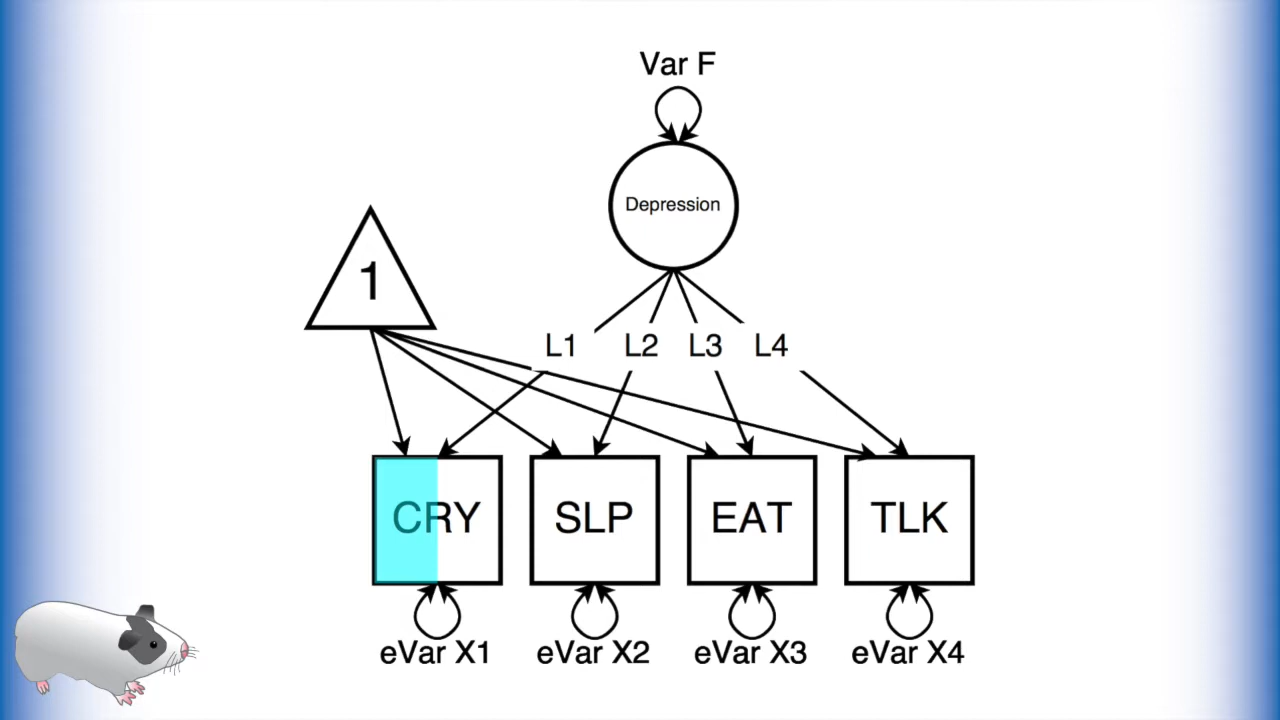 Var F
Depression
1
L1 L2 L3 L4
CRY SLP EAT TLK
eVar X1 eVar X2 eVar X3 eVar X4